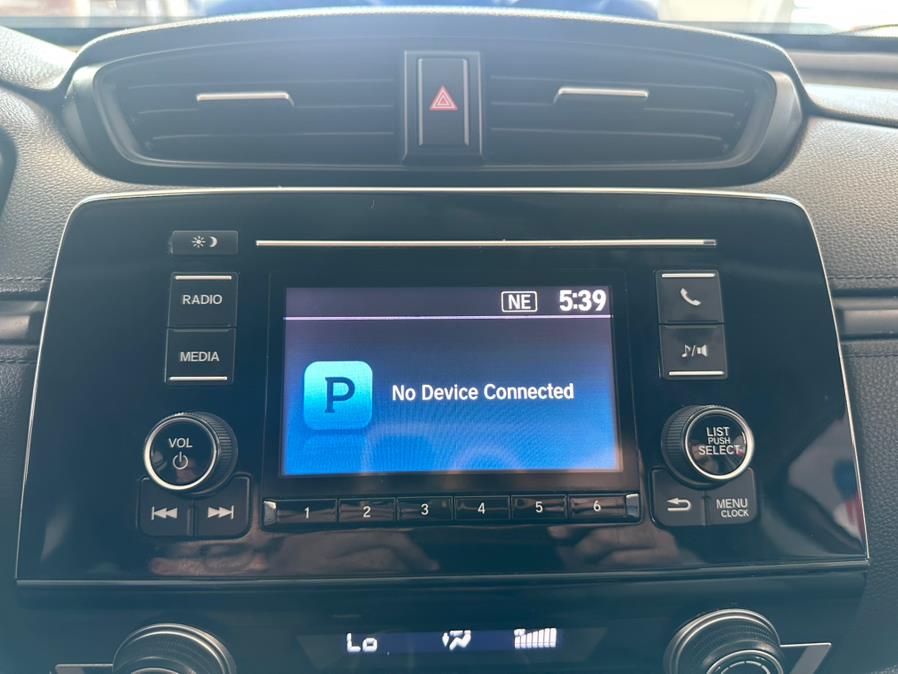 RADIO
MEDIA
NE 5:39
P No Device Connected
VOL
LIST
PUSH
SELECT
1 2 3 4 5 6
MENU
CLOCK
Lo